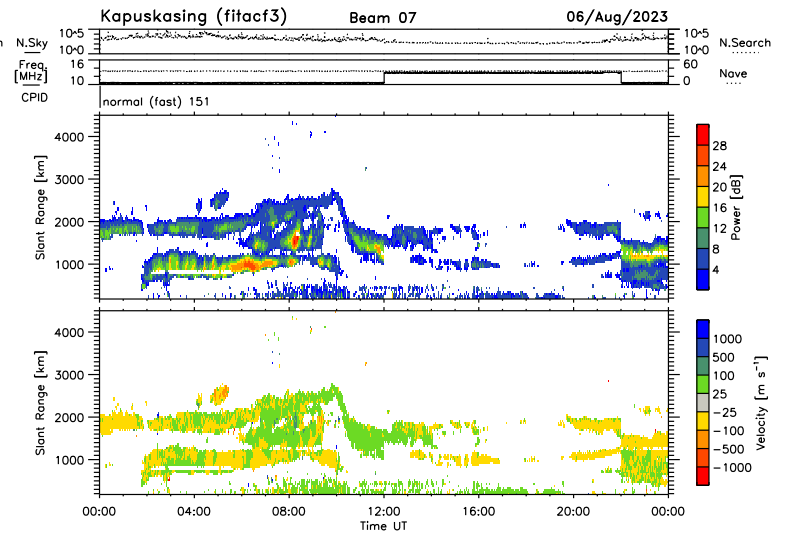 Kapuskasing (fitacf3) Beam 07 06/Aug/2023
n N.Sky 10^5 10^0 10^5 10^0 N.Search
Freq. [MHz] 16 8 60 0 Nave
CPID normal (fast) 151
Slant Range [km]
4000
3000
2000
1000
Power [dB]
28
24
20
16
12
8
4
Slant Range [km]
4000
3000
2000
1000
Velocity [m s⁻¹]
1000
500
100
25
-25
-100
-500
-1000
00:00 04:00 08:00 12:00 16:00 20:00 00:00
Time UT